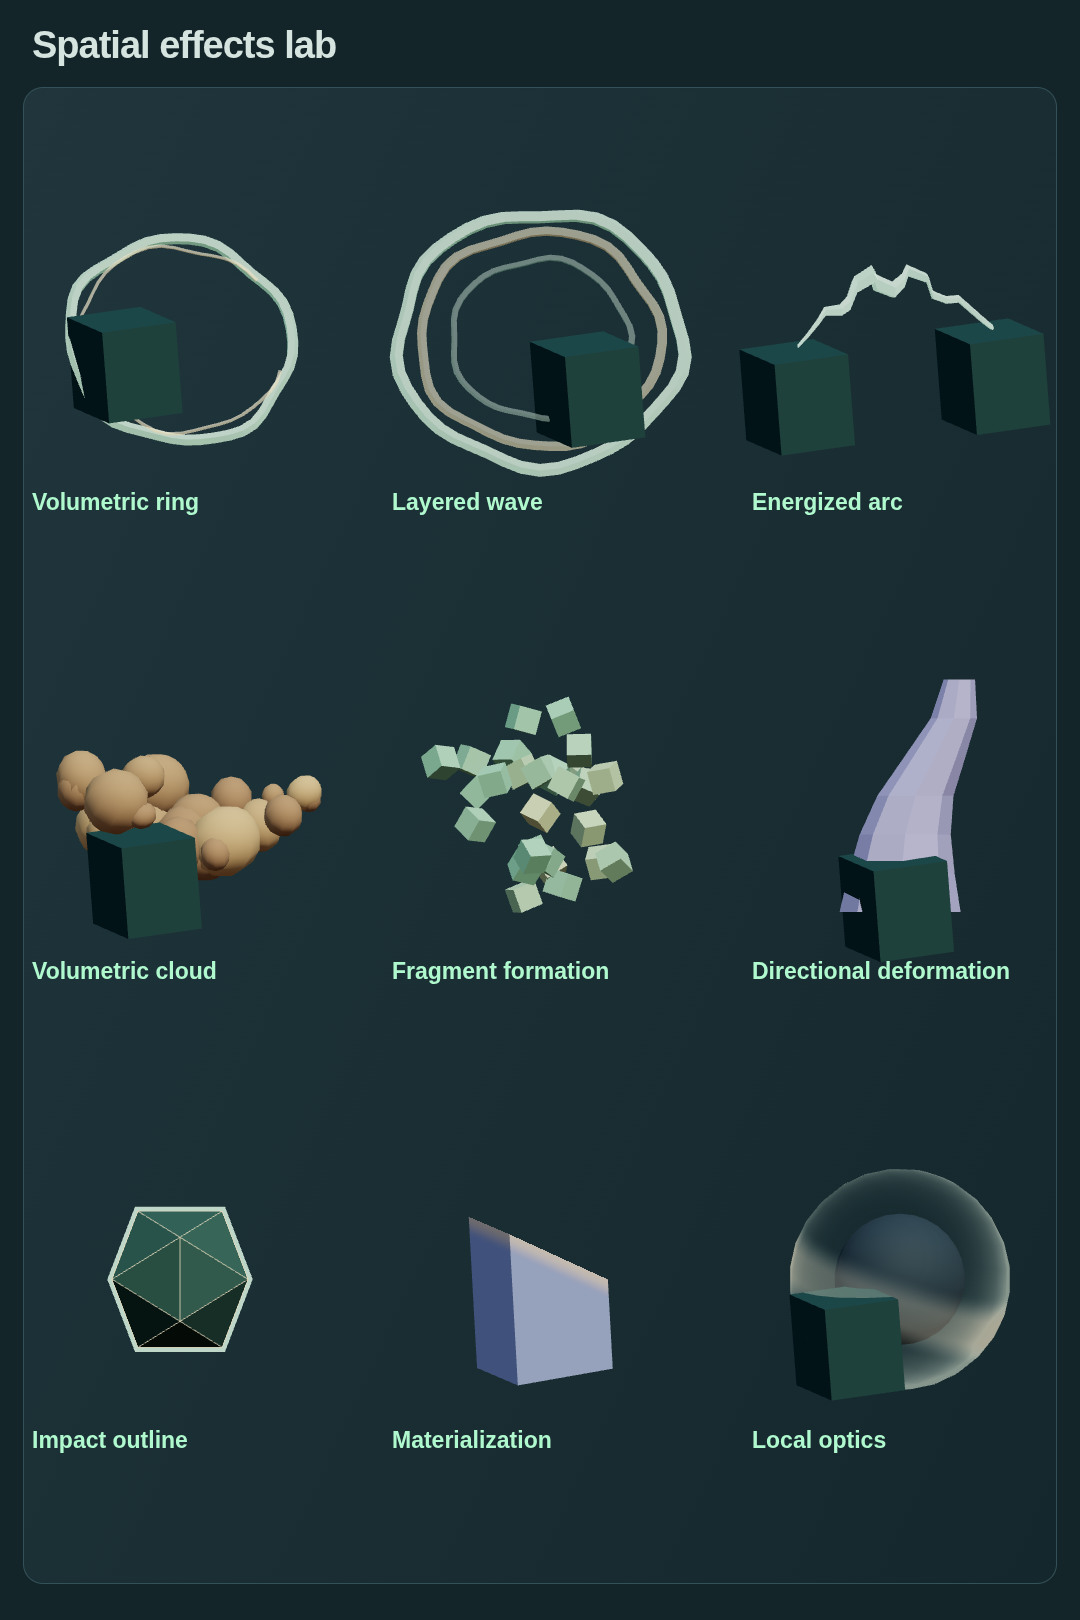 Spatial effects lab
Volumetric ring
Layered wave
Energized arc
Volumetric cloud
Fragment formation
Directional deformation
Impact outline
Materialization
Local optics